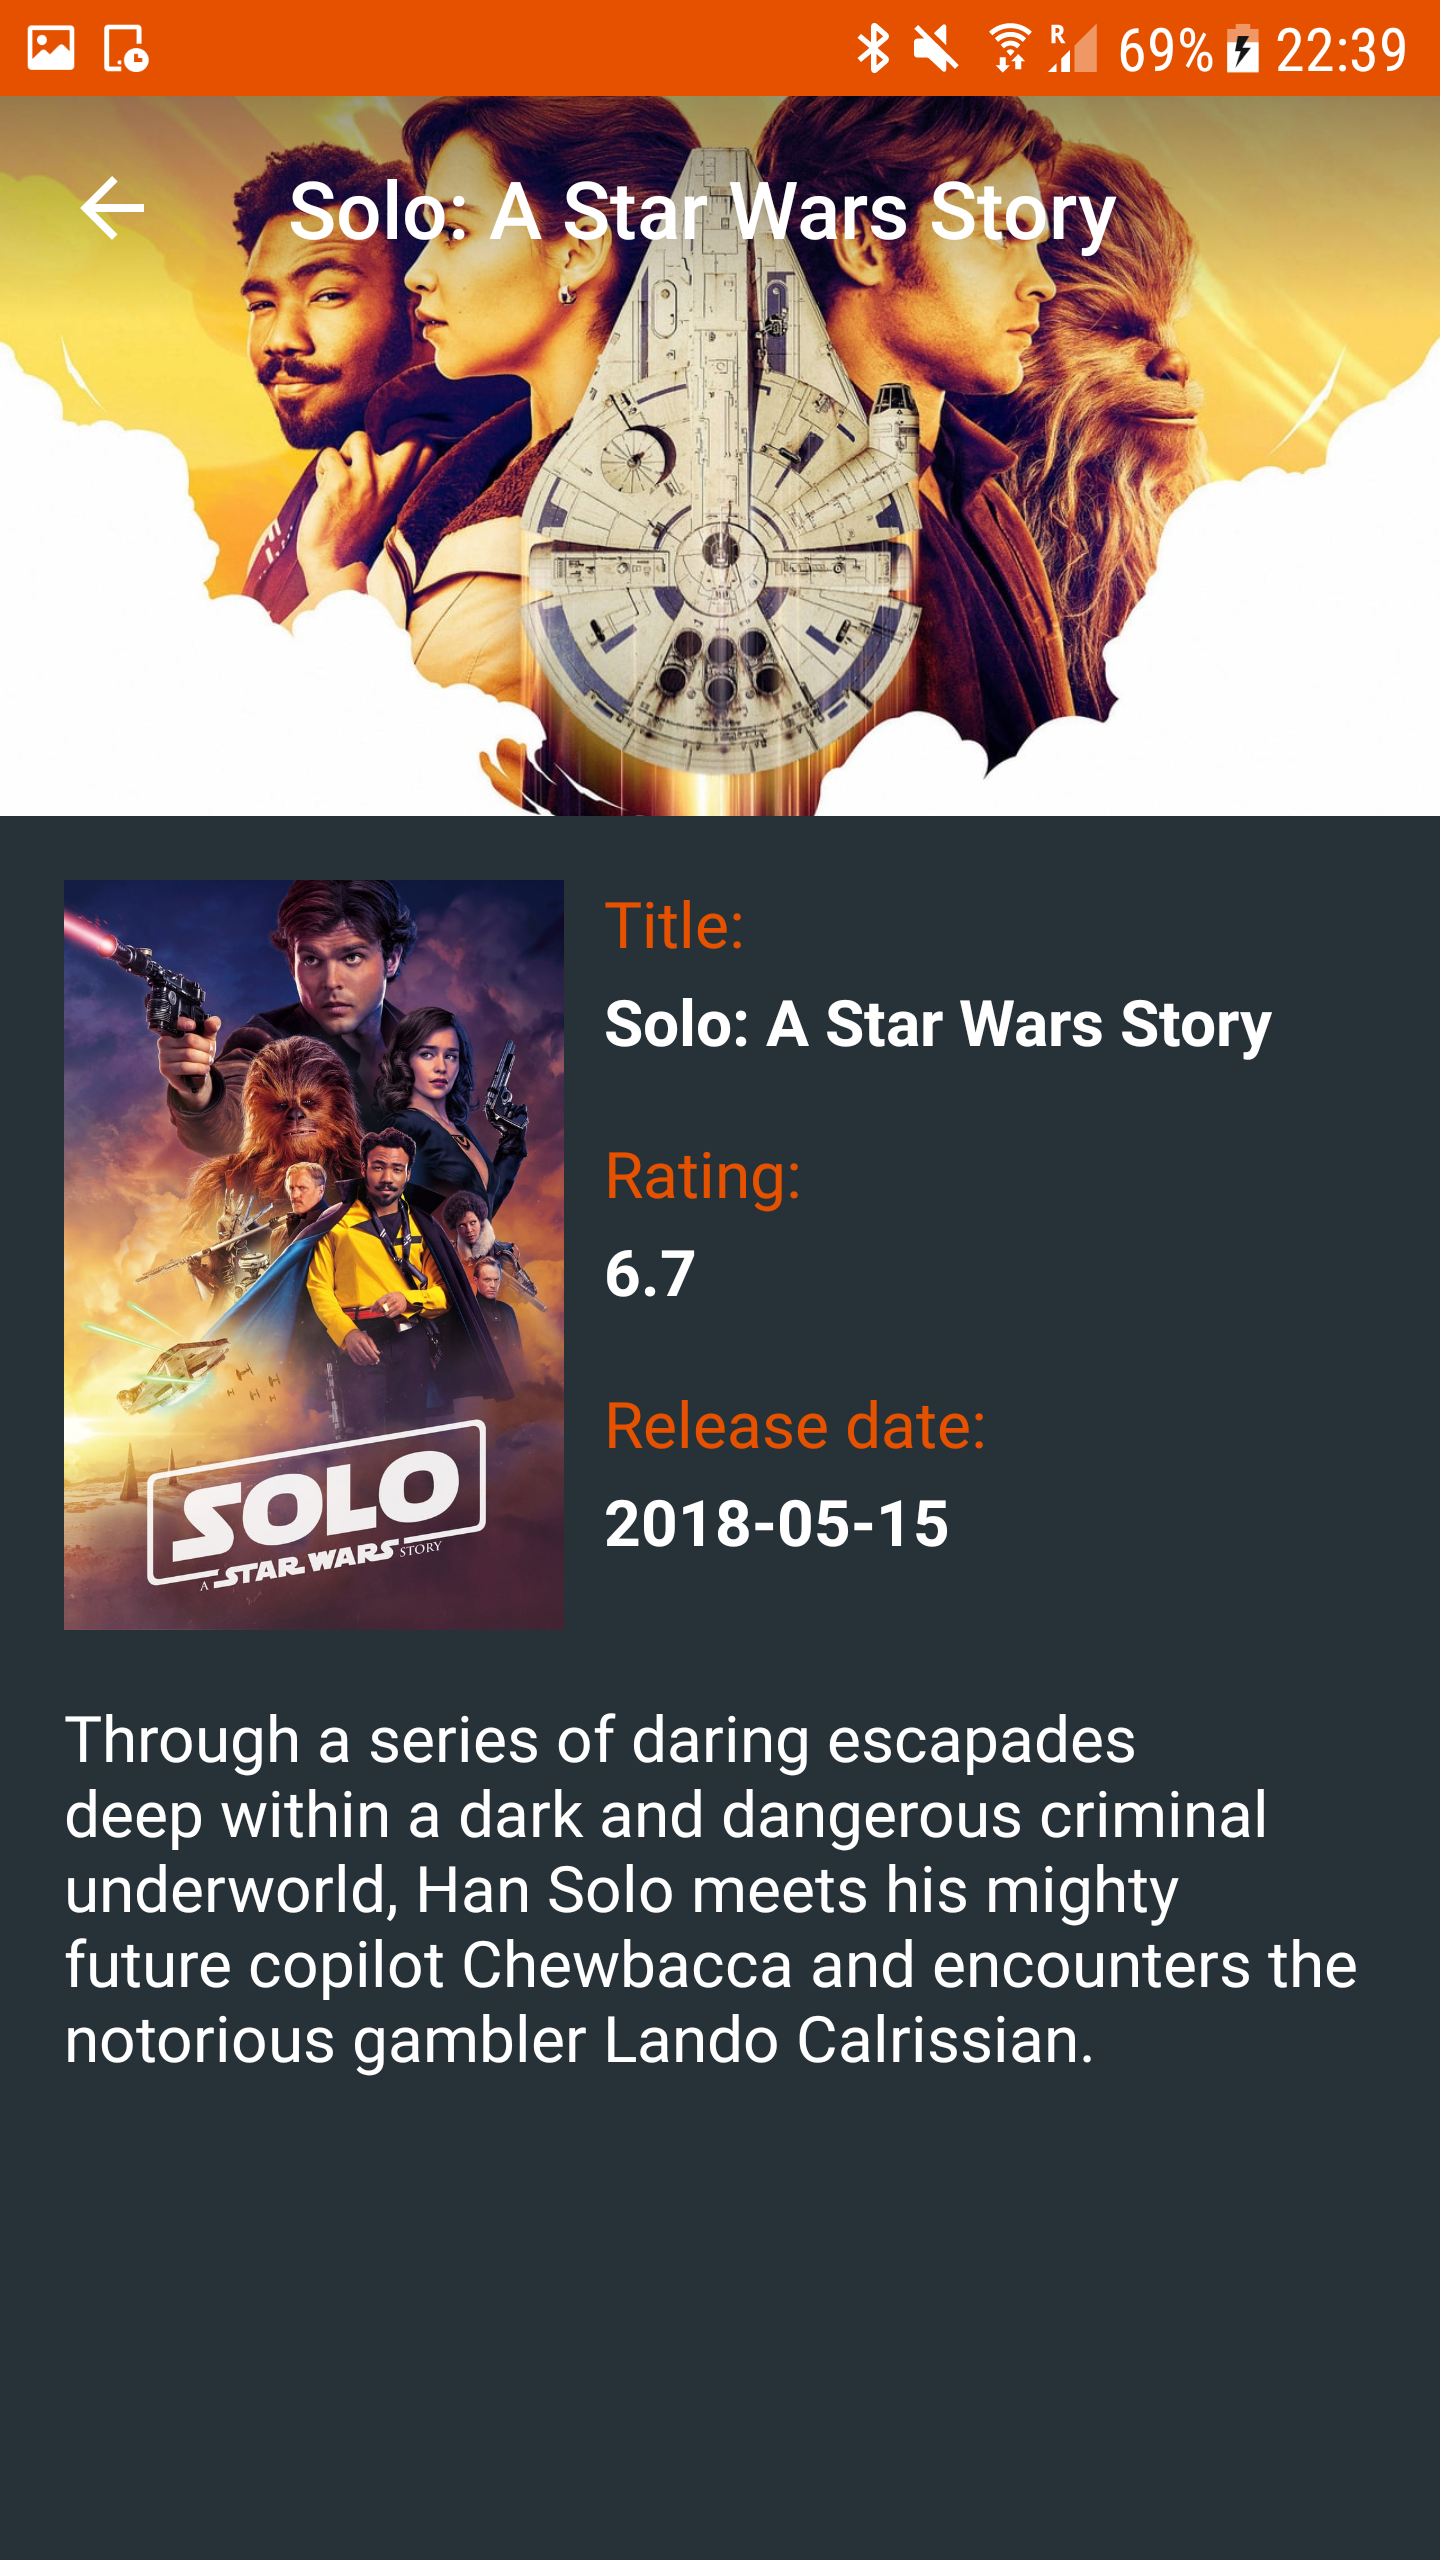 R 69% 22:39
Solo: A Star Wars Story
Title:
Solo: A Star Wars Story
Rating:
6.7
Release date:
2018-05-15
SOLO
A STAR WARS STORY
Through a series of daring escapades
deep within a dark and dangerous criminal
underworld, Han Solo meets his mighty
future copilot Chewbacca and encounters the
notorious gambler Lando Calrissian.